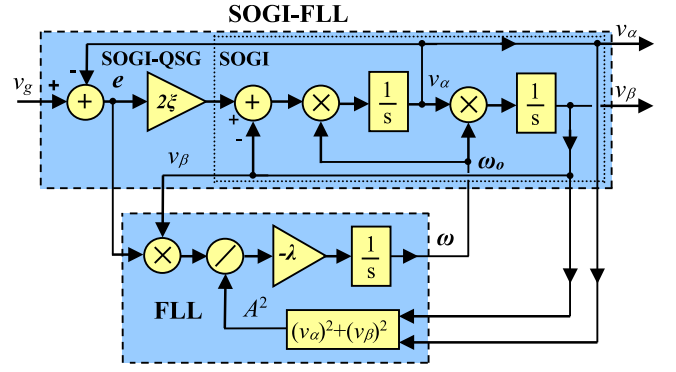 SOGI-FLL
v_α
- SOGI-QSG SOGI
v_g + e v_α
+ 2ξ + × 1/s × 1/s
v_β
+ -
v_β ω_o
ω
× / -λ 1/s
FLL A² (v_α)²+(v_β)²